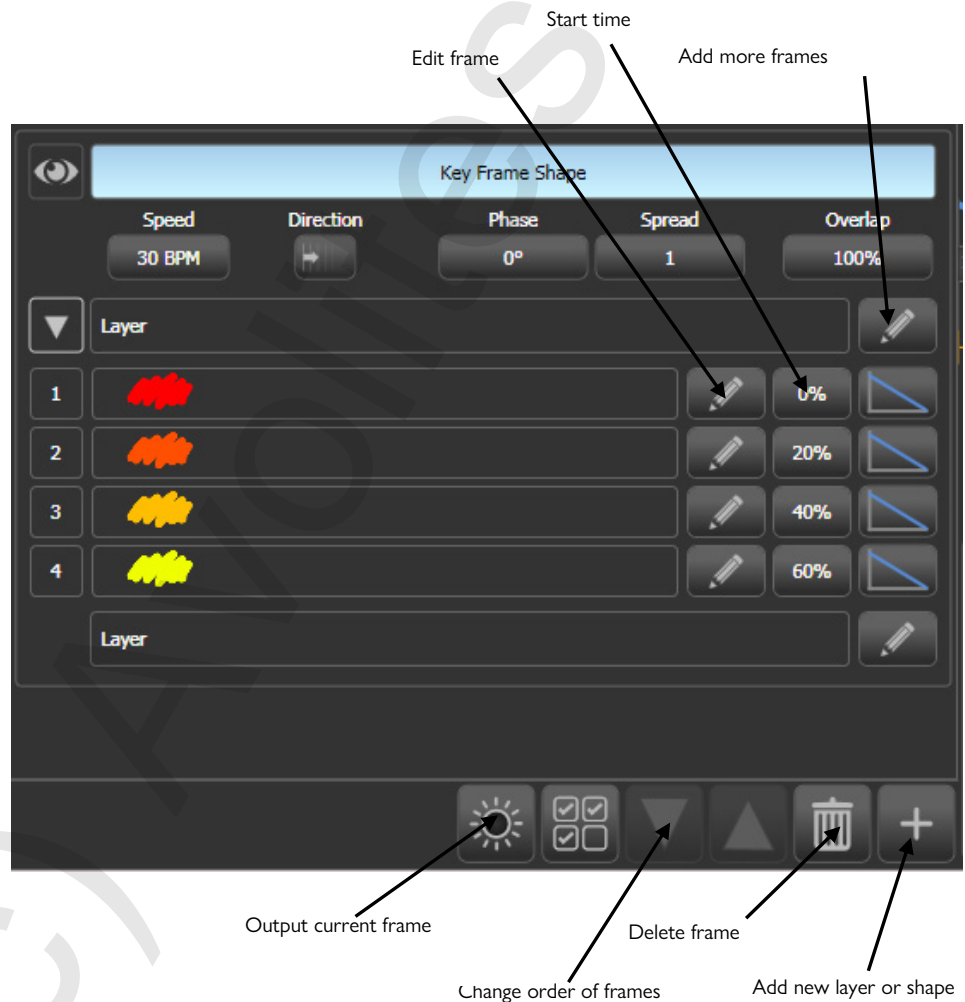 Start time
Edit frame
Add more frames
Key Frame Shape
Speed Direction Phase Spread Overlap
30 BPM 0° 1 100%
Layer
1 0%
2 20%
3 40%
4 60%
Layer
Output current frame
Delete frame
Change order of frames
Add new layer or shape
) Avolites